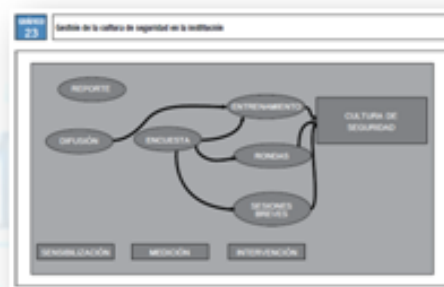 GRÁFICO
23
Gestión de la cultura de seguridad en la institución
REPORTE
ENTRENAMIENTO
CULTURA DE
SEGURIDAD
DIFUSIÓN
ENCUESTA
RONDAS
SESIONES
BREVES
SENSIBILIZACIÓN
MEDICIÓN
INTERVENCIÓN